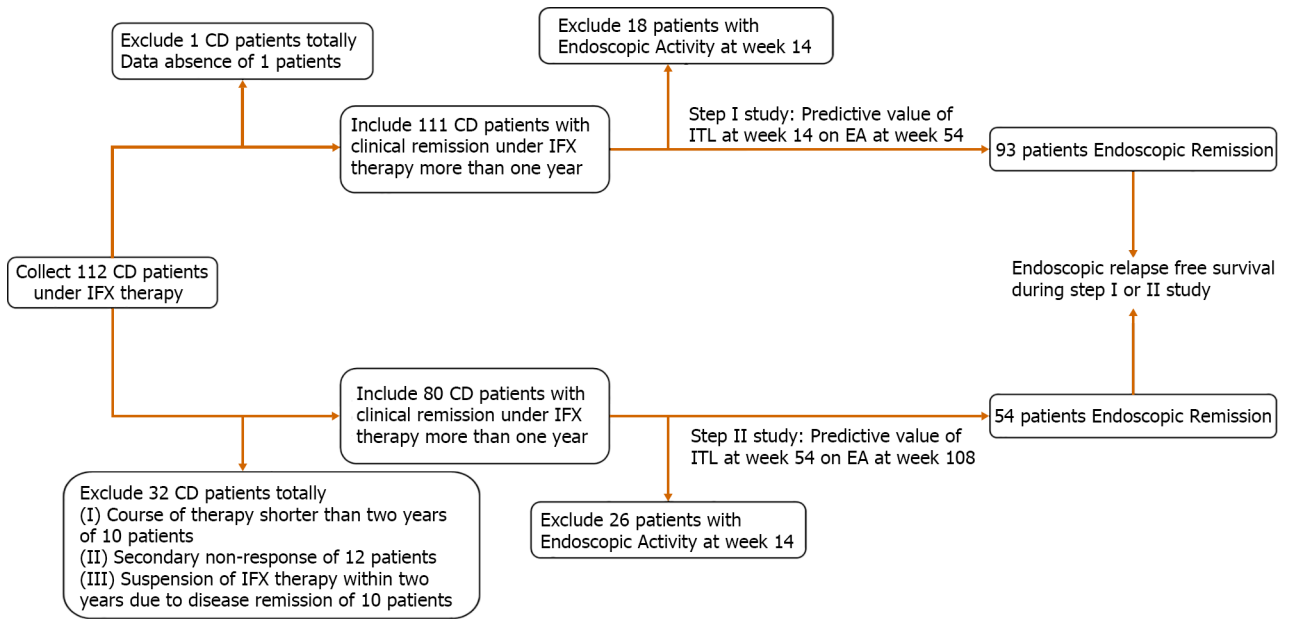 Exclude 1 CD patients totally
Data absence of 1 patients
Exclude 18 patients with
Endoscopic Activity at week 14
Include 111 CD patients with
clinical remission under IFX
therapy more than one year
Step I study: Predictive value of
ITL at week 14 on EA at week 54
93 patients Endoscopic Remission
Collect 112 CD patients
under IFX therapy
Endoscopic relapse free survival
during step I or II study
Include 80 CD patients with
clinical remission under IFX
therapy more than one year
Step II study: Predictive value of
ITL at week 54 on EA at week 108
54 patients Endoscopic Remission
Exclude 32 CD patients totally
(I) Course of therapy shorter than two years
of 10 patients
(II) Secondary non-response of 12 patients
(III) Suspension of IFX therapy within two
years due to disease remission of 10 patients
Exclude 26 patients with
Endoscopic Activity at week 14